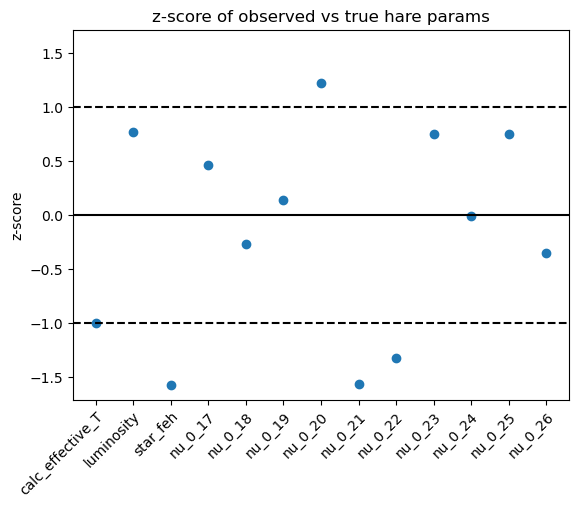 z-score of observed vs true hare params
z-score
1.5
1.0
0.5
0.0
−0.5
−1.0
−1.5
calc_effective_T
luminosity
star_feh
nu_0_17
nu_0_18
nu_0_19
nu_0_20
nu_0_21
nu_0_22
nu_0_23
nu_0_24
nu_0_25
nu_0_26